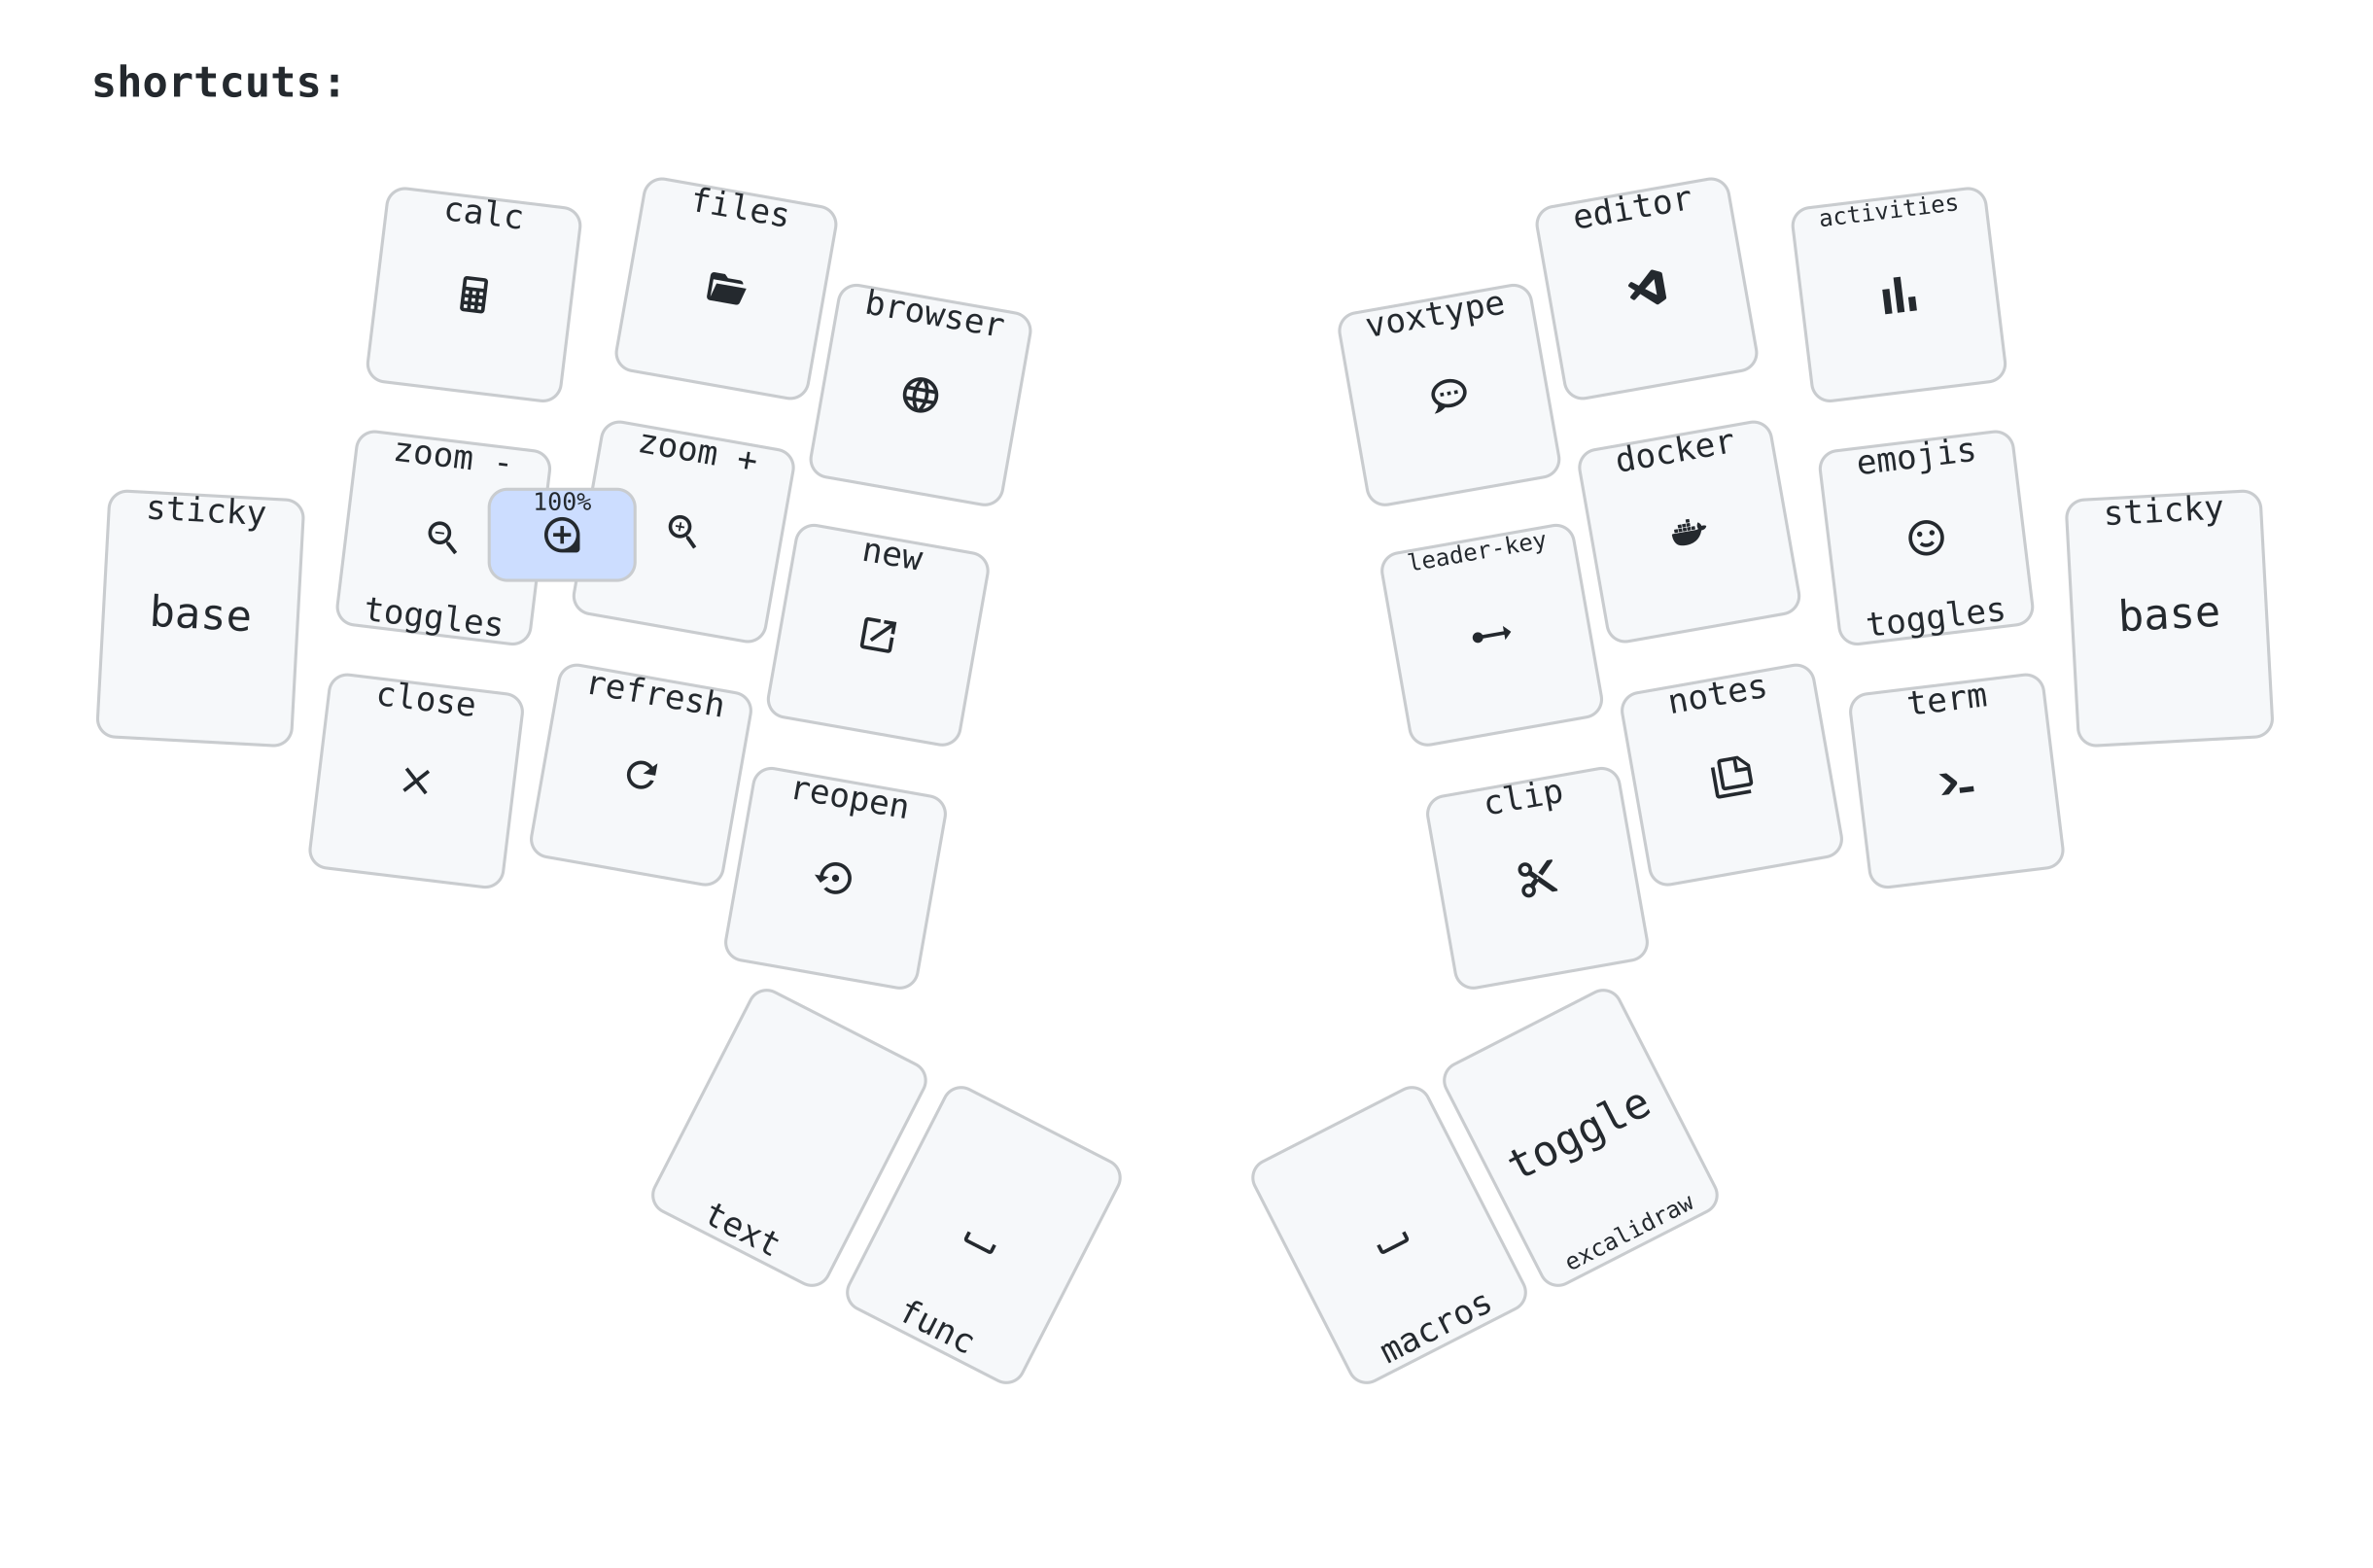 shortcuts:
calc
files
browser
voxtype
editor
activities
sticky
base
zoom -
toggles
100%
zoom +
new
leader-key
docker
emojis
toggles
sticky
base
close
refresh
reopen
clip
notes
term
text
func
macros
toggle
excalidraw